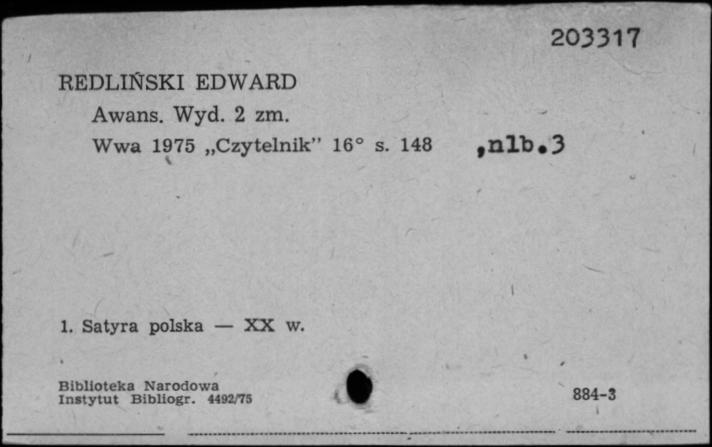 203317
REDLIŃSKI EDWARD
Awans. Wyd. 2 zm.
Wwa 1975 „Czytelnik” 16° s. 148 ,nlb.3
1. Satyra polska — XX w.
Biblioteka Narodowa
Instytut Bibliogr. 4492/75
884-3